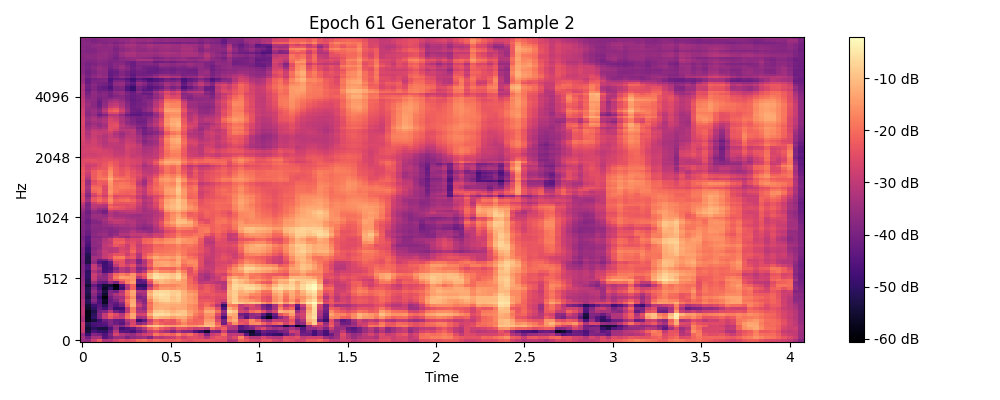 Epoch 61 Generator 1 Sample 2
4096
2048
1024
512
0
Hz
0
0.5
1
1.5
2
2.5
3
3.5
4
Time
-10 dB
-20 dB
-30 dB
-40 dB
-50 dB
-60 dB